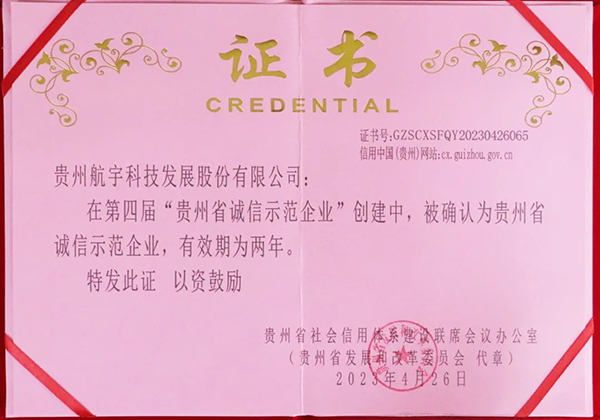 证书
CREDENTIAL
证书号:GZSCXSFQY20230426065
信用中国(贵州)网站:cx.guizhou.gov.cn
贵州航宇科技发展股份有限公司：
在第四届“贵州省诚信示范企业”创建中，被确认为贵州省
诚信示范企业，有效期为两年。
特发此证 以资鼓励
贵州省社会信用体系建设联席会议办公室
（贵州省发展和改革委员会 代章）
2023年4月26日